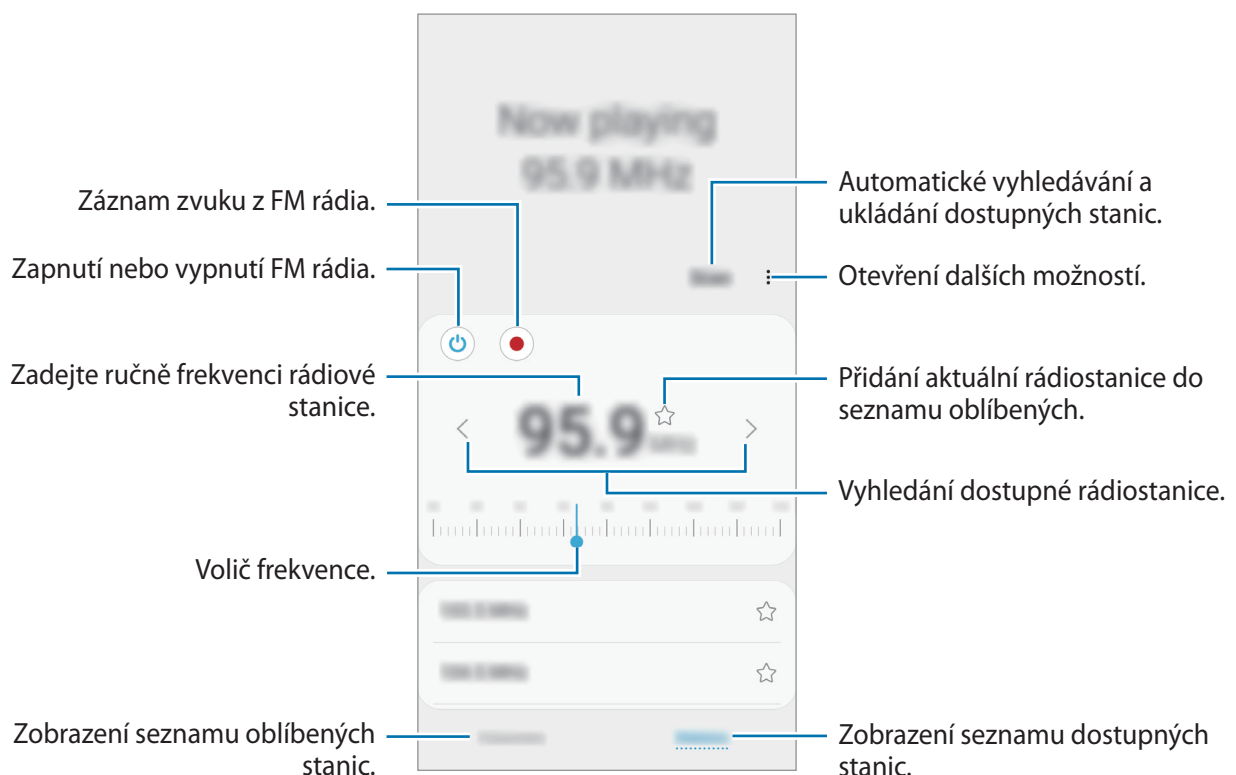 Now playing
95.9 MHz
Záznam zvuku z FM rádia.
Automatické vyhledávání a
ukládání dostupných stanic.
Zapnutí nebo vypnutí FM rádia.
Otevření dalších možností.
Zadejte ručně frekvenci rádiové
stanice.
Přidání aktuální rádiostanice do
seznamu oblíbených.
95.9
Vyhledání dostupné rádiostanice.
Volič frekvence.
Zobrazení seznamu oblíbených
stanic.
Zobrazení seznamu dostupných
stanic.